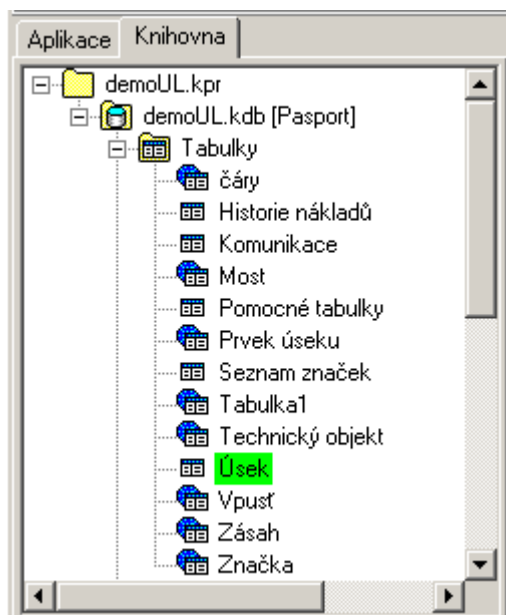 Aplikace Knihovna
demoUL.kpr
demoUL.kdb [Pasport]
Tabulky
čáry
Historie nákladů
Komunikace
Most
Pomocné tabulky
Prvek úseku
Seznam značek
Tabulka1
Technický objekt
Úsek
Vpusť
Zásah
Značka